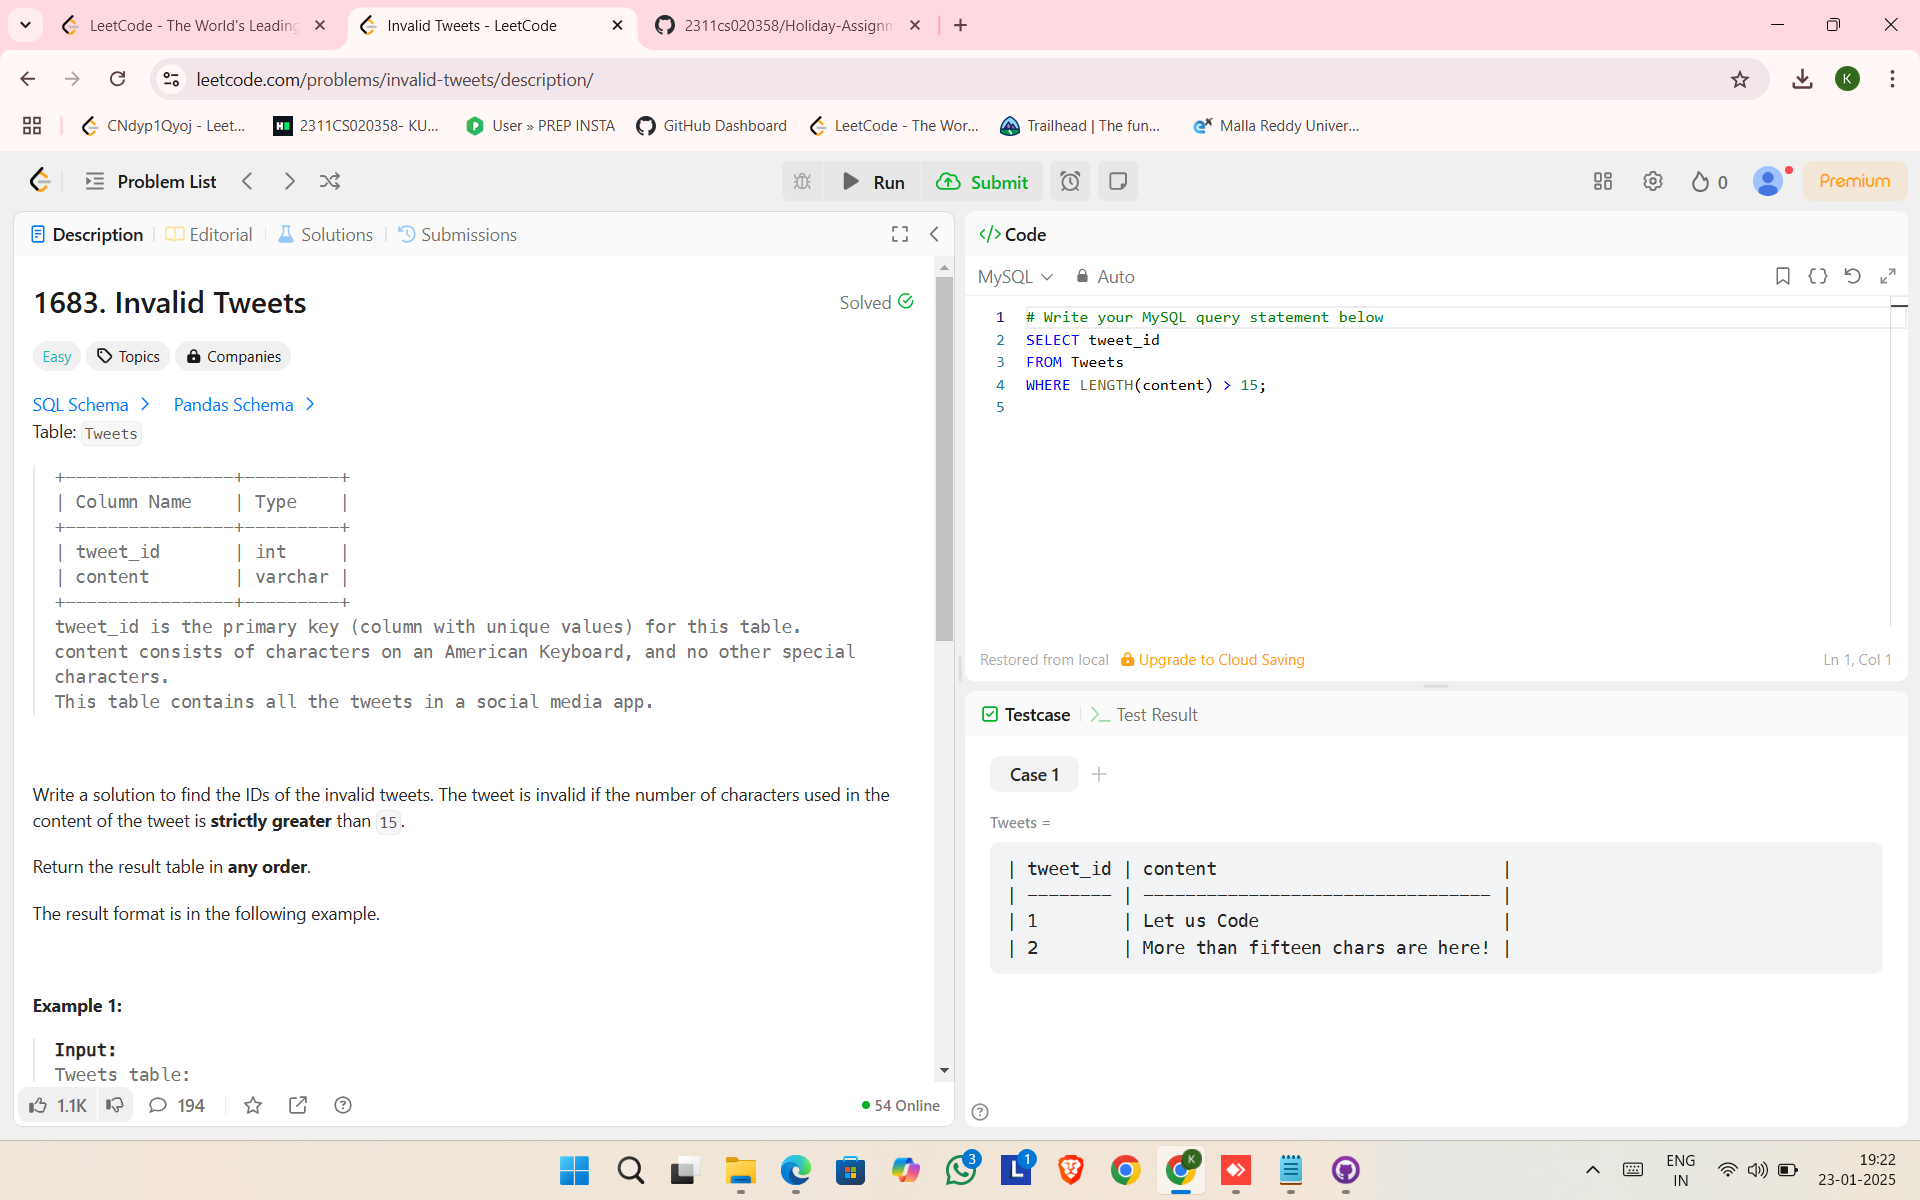 LeetCode - The World's Leading
Invalid Tweets - LeetCode
2311cs020358/Holiday-Assignm
leetcode.com/problems/invalid-tweets/description/
K
CNdyp1Qyoj - Leet...
2311CS020358- KU...
User » PREP INSTA
GitHub Dashboard
LeetCode - The Wor...
Trailhead | The fun...
Malla Reddy Univer...
Problem List
Run
Submit
0
Premium
Description
Editorial
Solutions
Submissions
1683. Invalid Tweets
Solved
Easy
Topics
Companies
SQL Schema
Pandas Schema
Table: Tweets
+----------------+---------+
| Column Name    | Type    |
+----------------+---------+
| tweet_id       | int     |
| content        | varchar |
+----------------+---------+
tweet_id is the primary key (column with unique values) for this table.
content consists of characters on an American Keyboard, and no other special
characters.
This table contains all the tweets in a social media app.
Write a solution to find the IDs of the invalid tweets. The tweet is invalid if the number of characters used in the
content of the tweet is strictly greater than 15.
Return the result table in any order.
The result format is in the following example.
Example 1:
Input:
Tweets table:
1.1K
194
54 Online
</> Code
MySQL
Auto
1 # Write your MySQL query statement below
2 SELECT tweet_id
3 FROM Tweets
4 WHERE LENGTH(content) > 15;
5
Restored from local
Upgrade to Cloud Saving
Ln 1, Col 1
Testcase
Test Result
Case 1
Tweets =
| tweet_id | content                           |
| -------- | --------------------------------- |
| 1        | Let us Code                       |
| 2        | More than fifteen chars are here! |
3
L
1
K
ENG
IN
19:22
23-01-2025